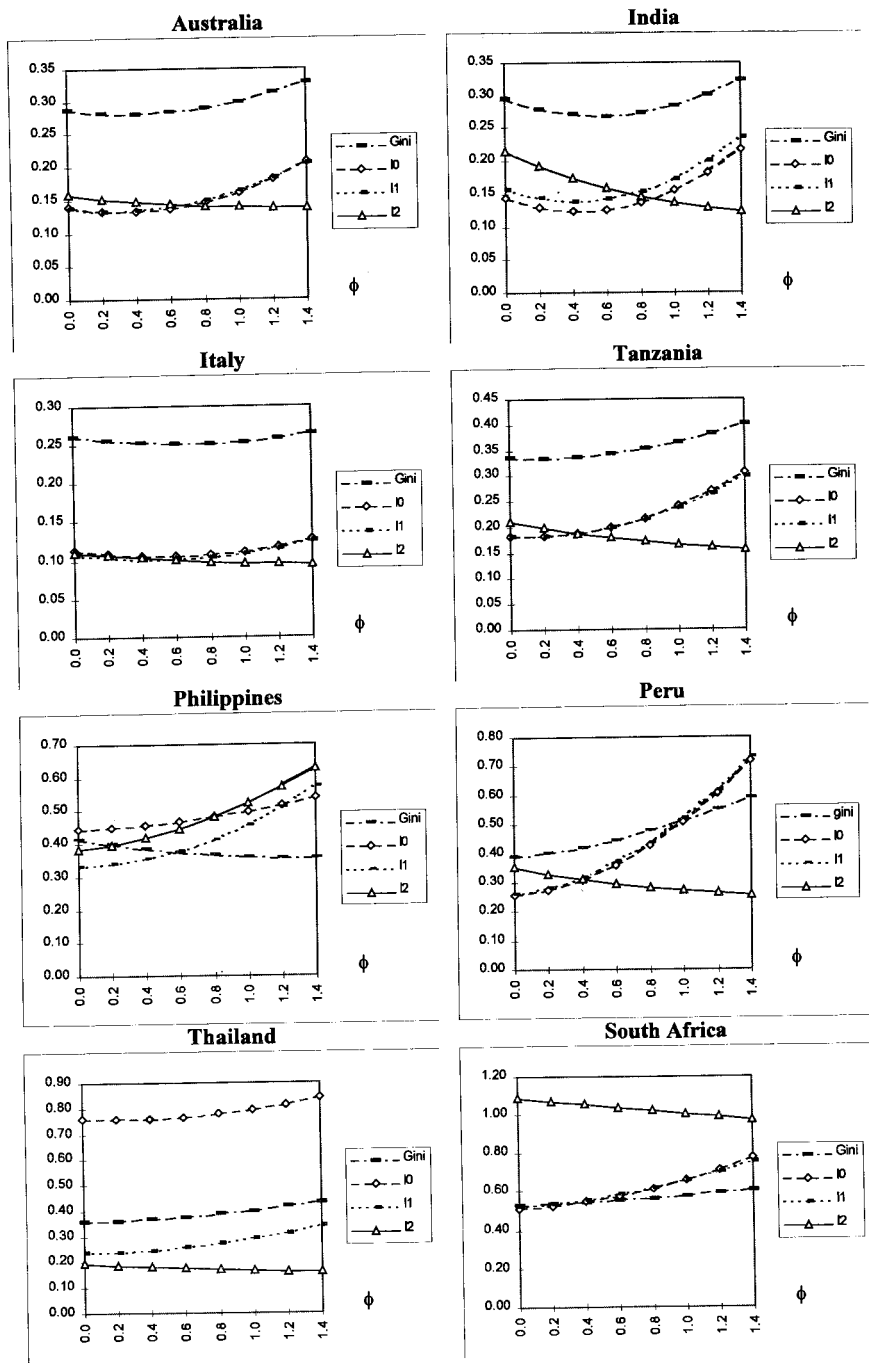 Australia
0.35
0.30
0.25
0.20
0.15
0.10
0.05
0.00
0.0
0.2
0.4
0.6
0.8
1.0
1.2
1.4
Gini
I0
I1
I2
ϕ
India
0.35
0.30
0.25
0.20
0.15
0.10
0.05
0.00
0.0
0.2
0.4
0.6
0.8
1.0
1.2
1.4
Gini
I0
I1
I2
ϕ
Italy
0.30
0.25
0.20
0.15
0.10
0.05
0.00
0.0
0.2
0.4
0.6
0.8
1.0
1.2
1.4
Gini
I0
I1
I2
ϕ
Tanzania
0.45
0.40
0.35
0.30
0.25
0.20
0.15
0.10
0.05
0.00
0.0
0.2
0.4
0.6
0.8
1.0
1.2
1.4
Gini
I0
I1
I2
ϕ
Philippines
0.70
0.60
0.50
0.40
0.30
0.20
0.10
0.00
0.0
0.2
0.4
0.6
0.8
1.0
1.2
1.4
Gini
I0
I1
I2
ϕ
Peru
0.80
0.70
0.60
0.50
0.40
0.30
0.20
0.10
0.00
0.0
0.2
0.4
0.6
0.8
1.0
1.2
1.4
gini
I0
I1
I2
ϕ
Thailand
0.90
0.80
0.70
0.60
0.50
0.40
0.30
0.20
0.10
0.00
0.0
0.2
0.4
0.6
0.8
1.0
1.2
1.4
Gini
I0
I1
I2
ϕ
South Africa
1.20
1.00
0.80
0.60
0.40
0.20
0.00
0.0
0.2
0.4
0.6
0.8
1.0
1.2
1.4
Gini
I0
I1
I2
ϕ